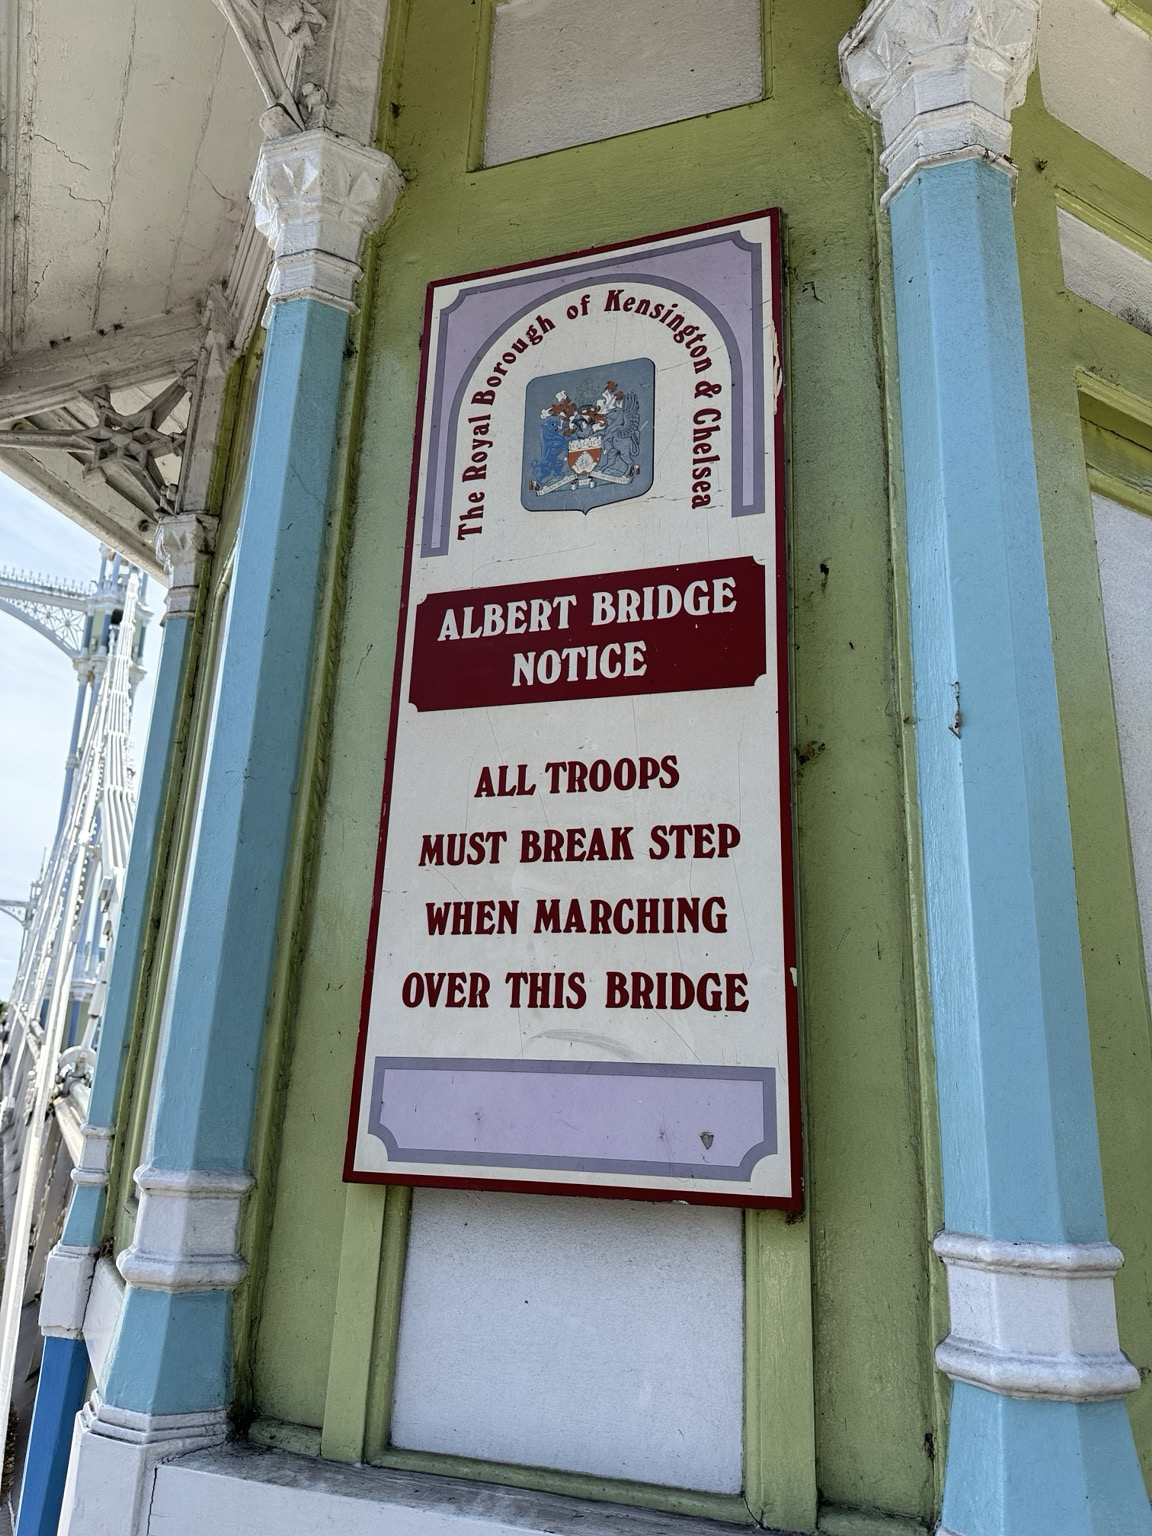 The Royal Borough of Kensington & Chelsea
ALBERT BRIDGE
NOTICE
ALL TROOPS
MUST BREAK STEP
WHEN MARCHING
OVER THIS BRIDGE